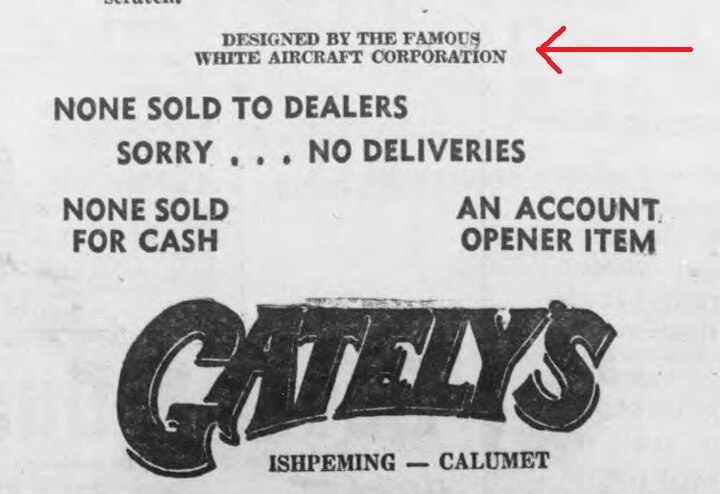 DESIGNED BY THE FAMOUS
WHITE AIRCRAFT CORPORATION
NONE SOLD TO DEALERS
SORRY . . . NO DELIVERIES
NONE SOLD
FOR CASH
AN ACCOUNT
OPENER ITEM
GATELY'S
ISHPEMING — CALUMET